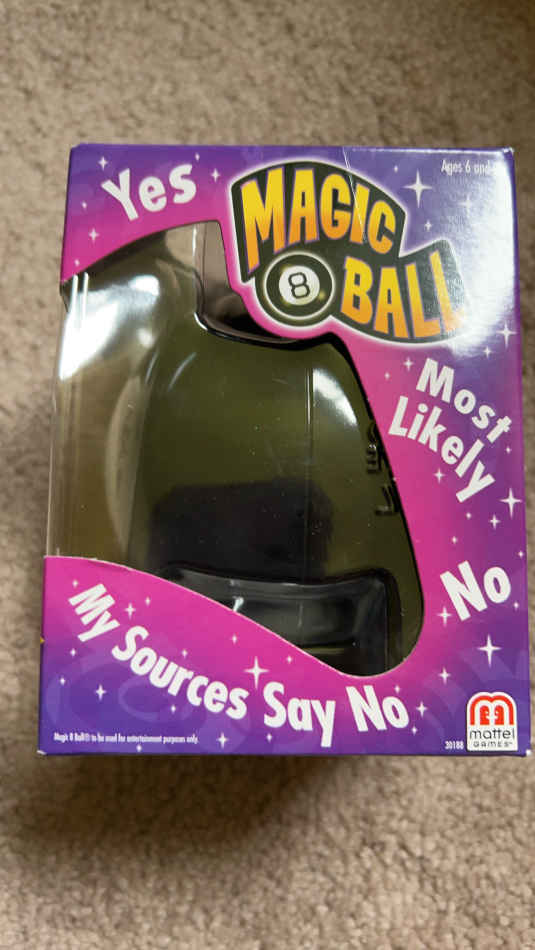 Ages 6 and
Yes
MAGIC
8
BALL
Most
Likely
No
My Sources Say No
Magic 8 Ball® to be used for entertainment purposes only.
30188
mattel
GAMES™